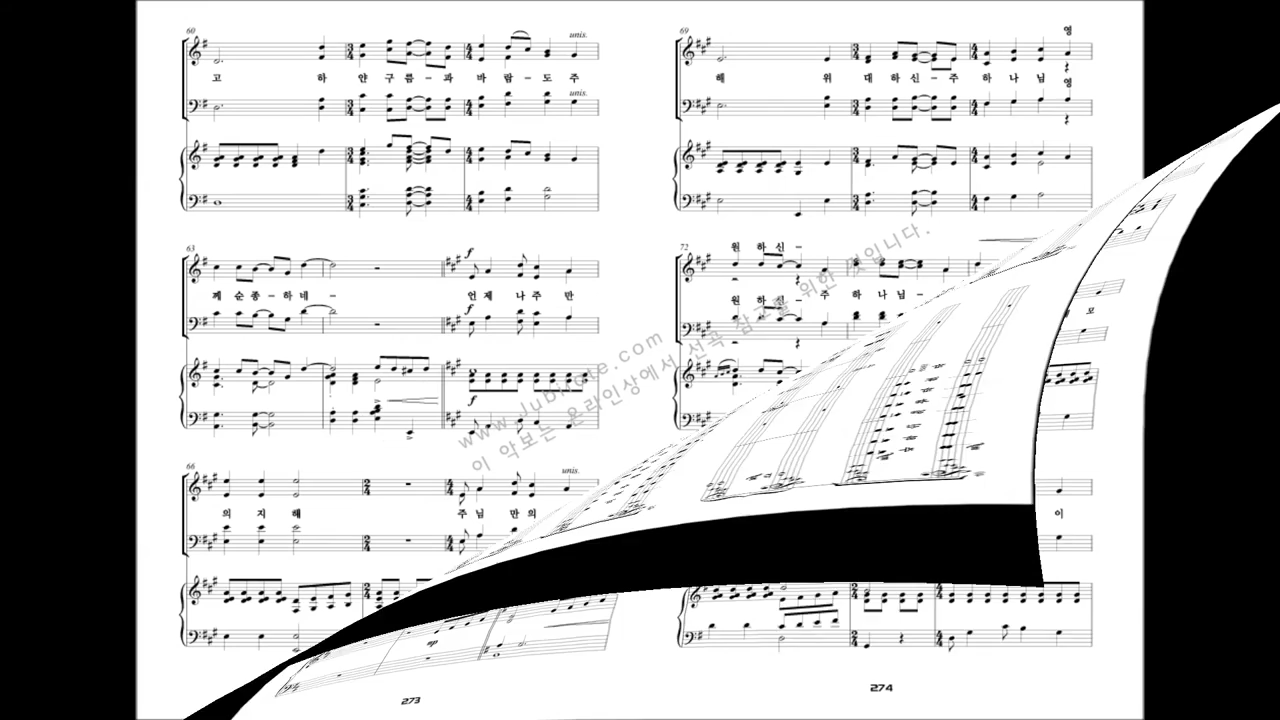 60
unis.
고 하 얀 구 름 - 과 바 람 - 도 주
unis.
63
f
께 순 종 - 하 네 - 언 제 나 주 만
f
f
66
unis.
의 지 해 주 님 만 의
mp
273
69
영
해 위 대 하 신 - 주 하 나 님
영
72
원 하 신 -
원 하 신 - 주 하 나 님 -
모
이
274
www.Jubilate.com
이 악보는 온라인상에서 선곡 참고를 위한 것입니다.